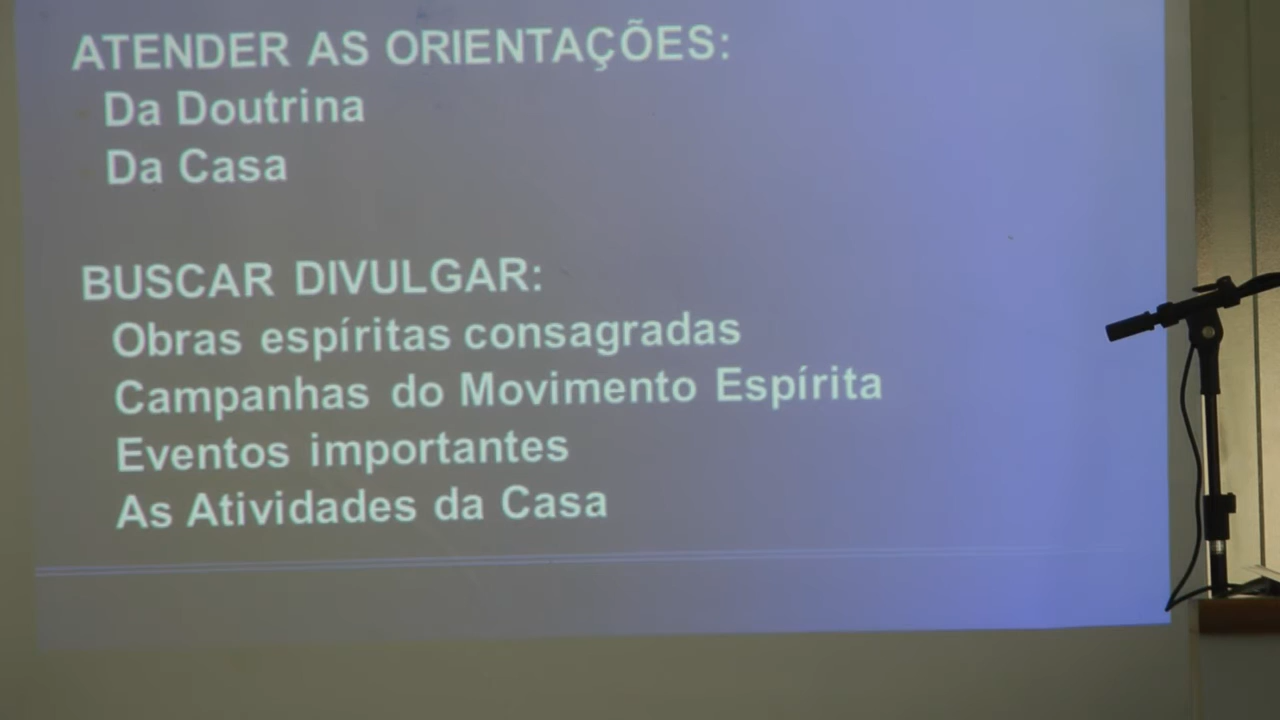 ATENDER AS ORIENTAÇÕES:
Da Doutrina
Da Casa
BUSCAR DIVULGAR:
Obras espíritas consagradas
Campanhas do Movimento Espírita
Eventos importantes
As Atividades da Casa